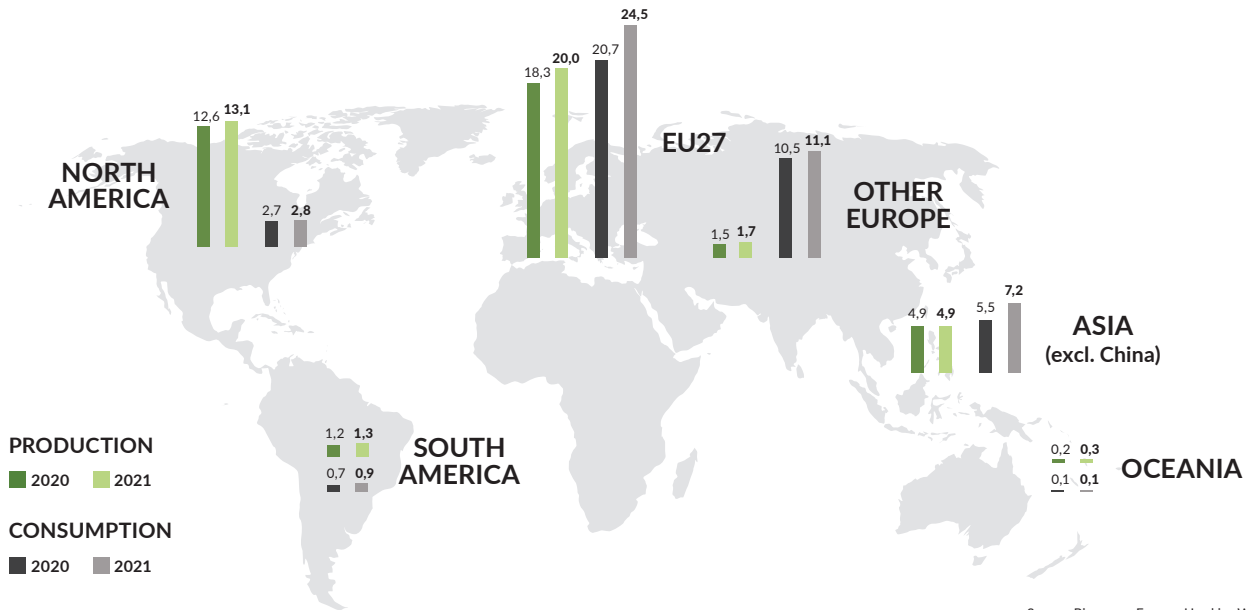 24,5
20,7
20,0
18,3
EU27
12,6 13,1
NORTH
AMERICA
2,7 2,8
10,5 11,1
OTHER
EUROPE
1,5 1,7
7,2
4,9 4,9 5,5
ASIA
(excl. China)
1,2 1,3
0,7 0,9
SOUTH
AMERICA
0,2 0,3
0,1 0,1
OCEANIA
PRODUCTION
2020 2021
CONSUMPTION
2020 2021